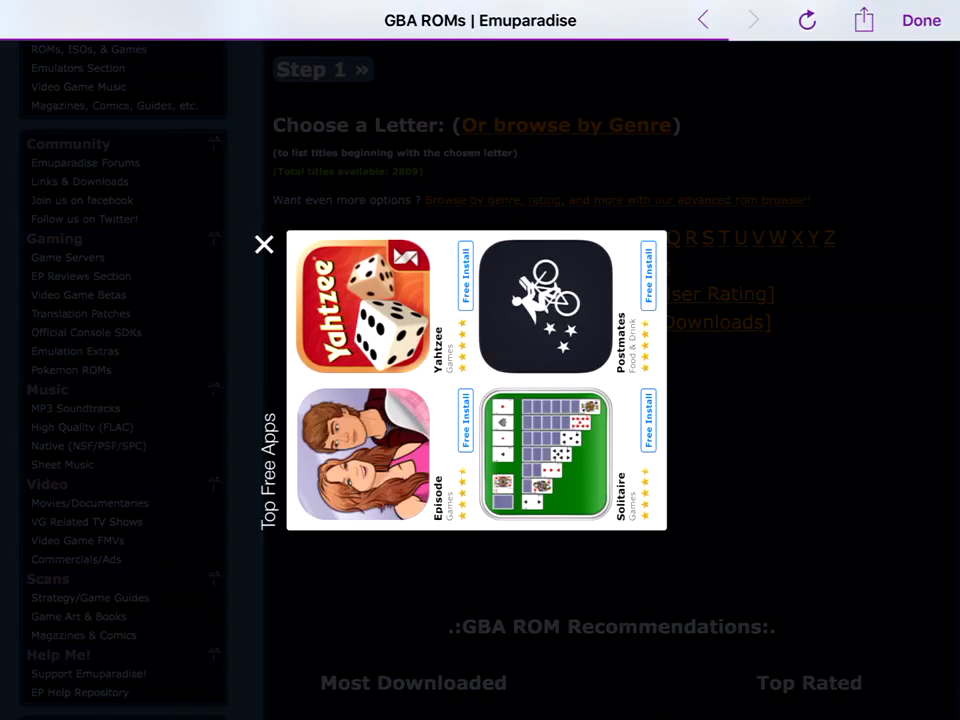 GBA ROMs | Emuparadise
Done
ROMs, ISOs, & Games
Emulators Section
Video Game Music
Magazines, Comics, Guides, etc.
Community
Emuparadise Forums
Links & Downloads
Join us on facebook
Follow us on Twitter!
Gaming
Game Servers
EP Reviews Section
Video Game Betas
Translation Patches
Official Console SDKs
Emulation Extras
Pokemon ROMs
Music
MP3 Soundtracks
High Quality (FLAC)
Native (NSF/PSF/SPC)
Sheet Music
Video
Movies/Documentaries
VG Related TV Shows
Video Game FMVs
Commercials/Ads
Scans
Strategy/Game Guides
Game Art & Books
Magazines & Comics
Help Me!
Support Emuparadise!
EP Help Repository
Step 1 »
Choose a Letter: (Or browse by Genre)
(to list titles beginning with the chosen letter)
(Total titles available: 2809)
Want even more options ? Browse by genre, rating, and more with our advanced rom browser!
Q R S T U V W X Y Z
ser Rating]
Downloads]
Top Free Apps
Episode
Games
Free Install
Yahtzee
Yahtzee
Games
Free Install
Solitaire
Games
Free Install
Postmates
Food & Drink
Free Install
.:GBA ROM Recommendations:.
Most Downloaded
Top Rated